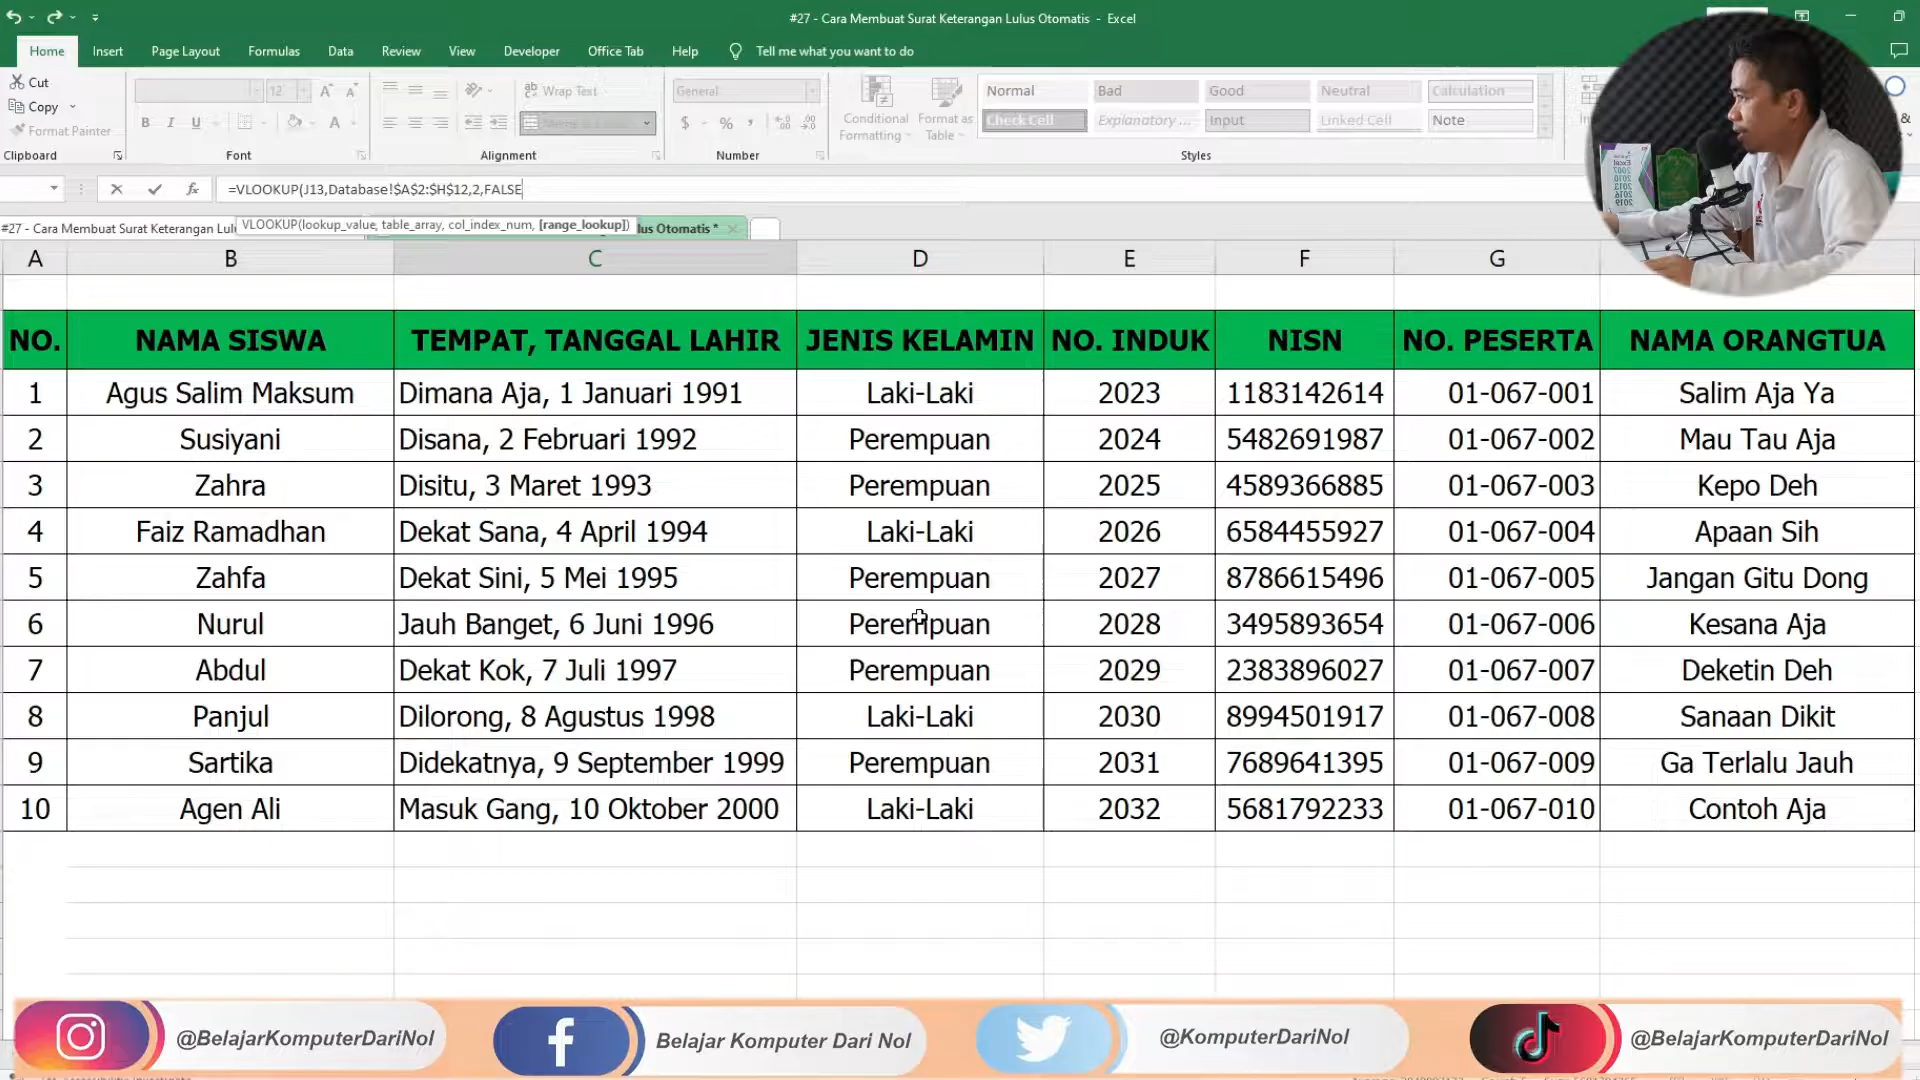 #27 - Cara Membuat Surat Keterangan Lulus Otomatis - Excel
Home Insert Page Layout Formulas Data Review View Developer Office Tab Help Tell me what you want to do
Cut
Copy
Format Painter
Clipboard
12
B I U
Font
Wrap Text
Alignment
General
$ %
Number
Conditional Formatting
Format as Table
Normal Bad Good Neutral Calculation
Check Cell Explanatory ... Input Linked Cell Note
Styles
=VLOOKUP(J13,Database!$A$2:$H$12,2,FALSE
VLOOKUP(lookup_value, table_array, col_index_num, [range_lookup])
#27 - Cara Membuat Surat Keterangan Lulu
lus Otomatis *
A B C D E F G
NO. NAMA SISWA TEMPAT, TANGGAL LAHIR JENIS KELAMIN NO. INDUK NISN NO. PESERTA NAMA ORANGTUA
1 Agus Salim Maksum Dimana Aja, 1 Januari 1991 Laki-Laki 2023 1183142614 01-067-001 Salim Aja Ya
2 Susiyani Disana, 2 Februari 1992 Perempuan 2024 5482691987 01-067-002 Mau Tau Aja
3 Zahra Disitu, 3 Maret 1993 Perempuan 2025 4589366885 01-067-003 Kepo Deh
4 Faiz Ramadhan Dekat Sana, 4 April 1994 Laki-Laki 2026 6584455927 01-067-004 Apaan Sih
5 Zahfa Dekat Sini, 5 Mei 1995 Perempuan 2027 8786615496 01-067-005 Jangan Gitu Dong
6 Nurul Jauh Banget, 6 Juni 1996 Perempuan 2028 3495893654 01-067-006 Kesana Aja
7 Abdul Dekat Kok, 7 Juli 1997 Perempuan 2029 2383896027 01-067-007 Deketin Deh
8 Panjul Dilorong, 8 Agustus 1998 Laki-Laki 2030 8994501917 01-067-008 Sanaan Dikit
9 Sartika Didekatnya, 9 September 1999 Perempuan 2031 7689641395 01-067-009 Ga Terlalu Jauh
10 Agen Ali Masuk Gang, 10 Oktober 2000 Laki-Laki 2032 5681792233 01-067-010 Contoh Aja
@BelajarKomputerDariNol Belajar Komputer Dari Nol @KomputerDariNol @BelajarKomputerDariNol